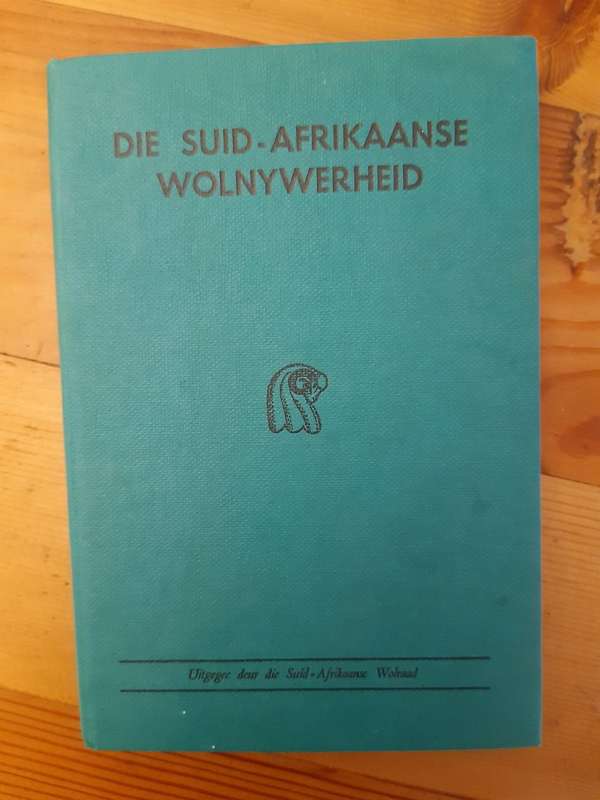 DIE SUID-AFRIKAANSE
WOLNYWERHEID
Uitgegee deur die Suid-Afrikaanse Wolraad